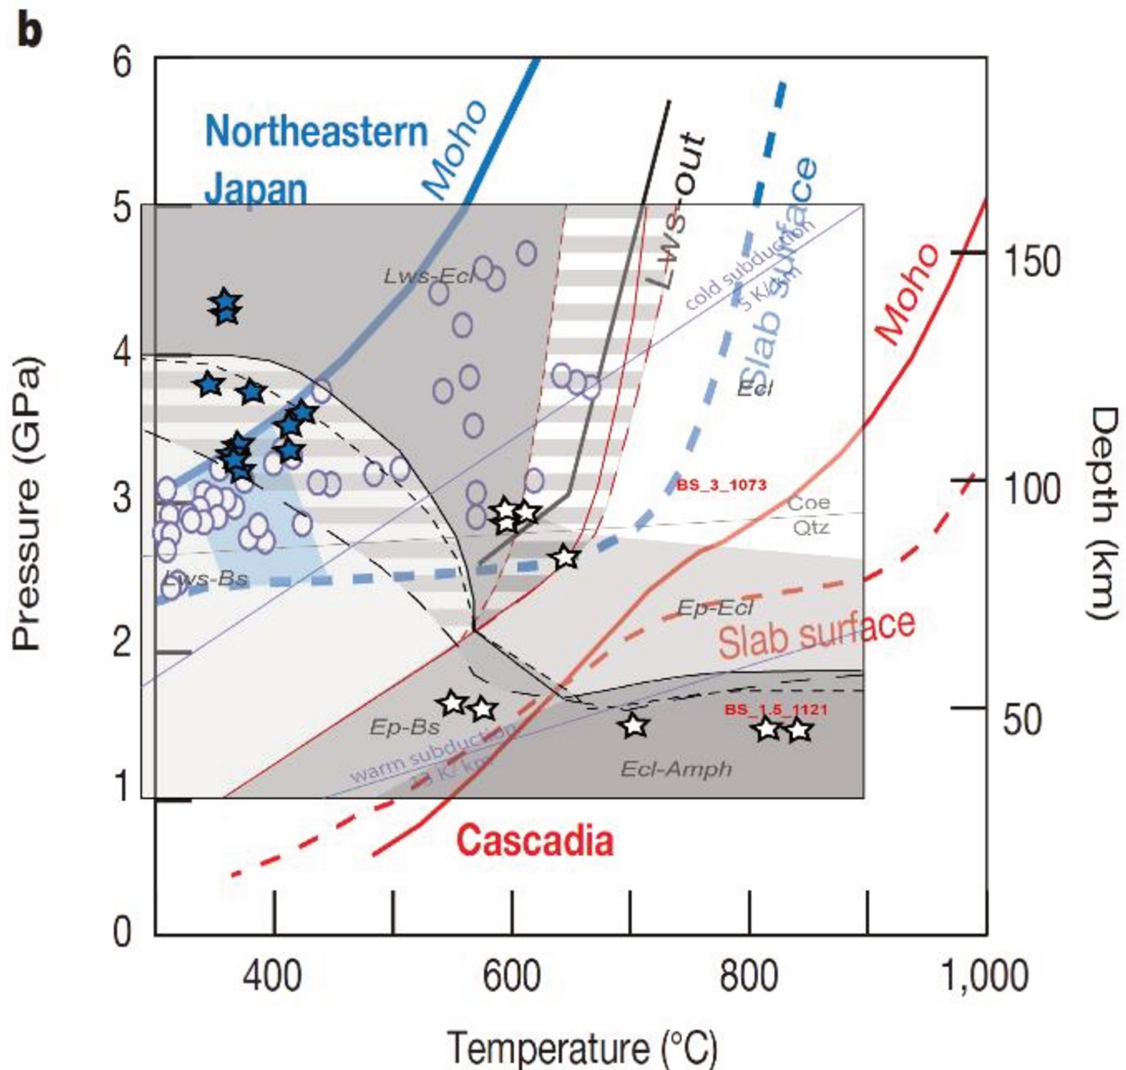 b
6
5
4
3
2
1
0
Pressure (GPa)
Northeastern
Japan
Moho
Lws-out
Slab surface
Moho
150
100
50
Depth (km)
Lws-Ecl
cold subduction
5 K/ km
Ecl
BS_3_1073
Coe
Qtz
Lws-Bs
Ep-Ecl
Slab surface
BS_1.5_1121
Ep-Bs
warm subduction
13 K/ km
Ecl-Amph
Cascadia
400
600
800
1,000
Temperature (°C)